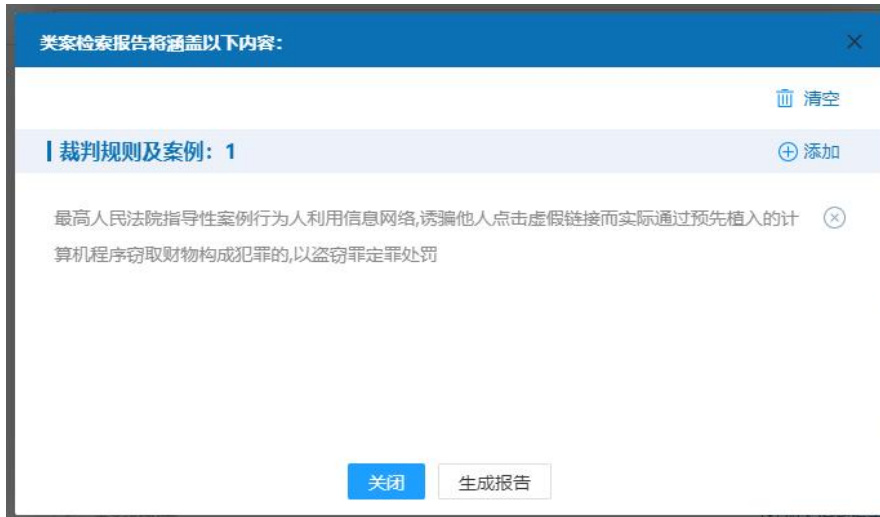 类案检索报告将涵盖以下内容：
清空
裁判规则及案例：1
添加
最高人民法院指导性案例行为人利用信息网络,诱骗他人点击虚假链接而实际通过预先植入的计
算机程序窃取财物构成犯罪的,以盗窃罪定罪处罚
关闭
生成报告